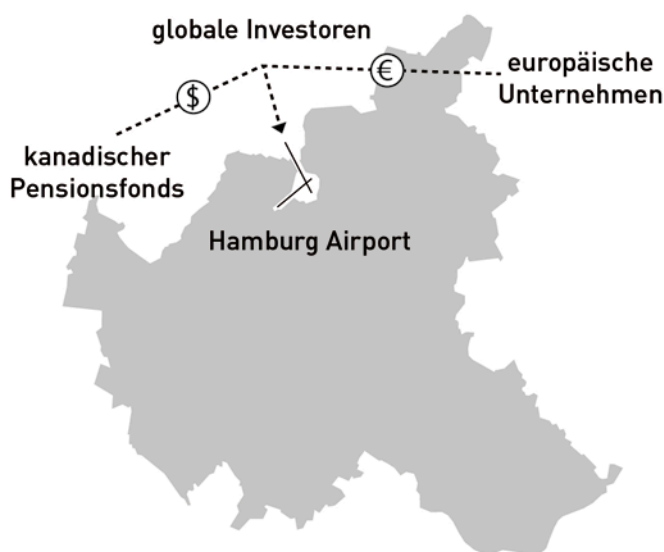 globale Investoren
$
€
europäische
Unternehmen
kanadischer
Pensionsfonds
Hamburg Airport